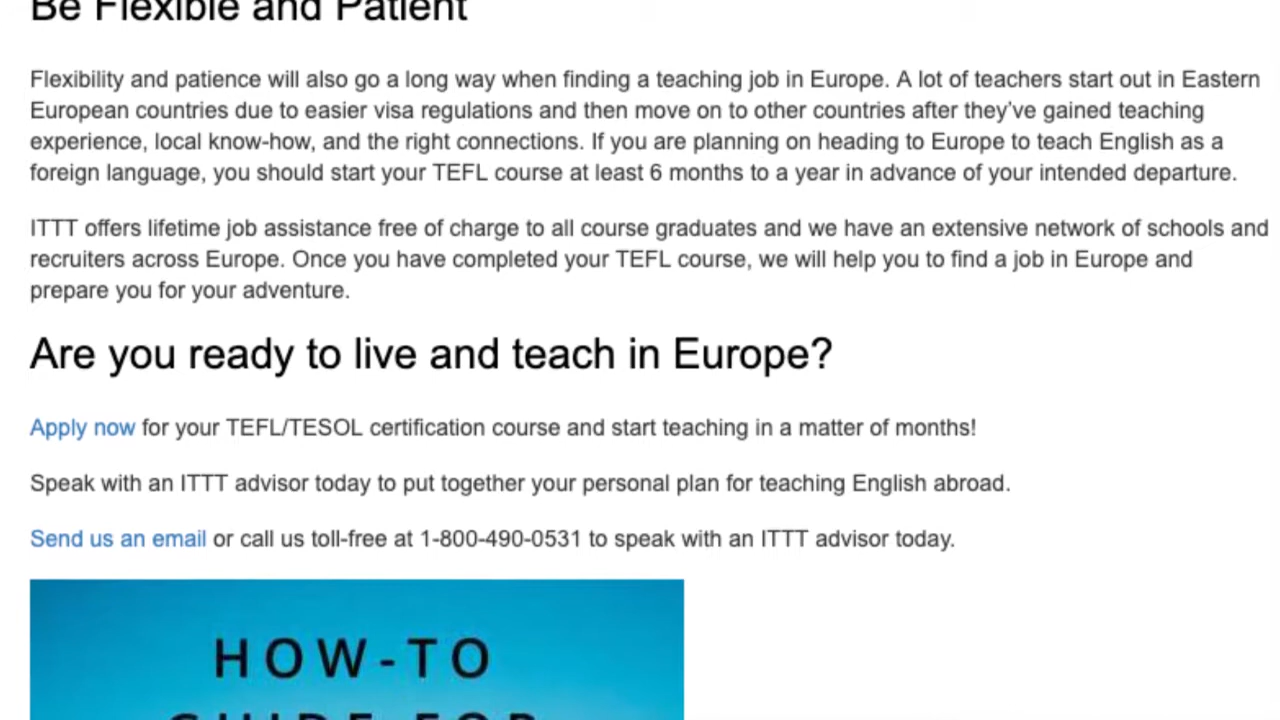 Be Flexible and Patient
Flexibility and patience will also go a long way when finding a teaching job in Europe. A lot of teachers start out in Eastern
European countries due to easier visa regulations and then move on to other countries after they've gained teaching
experience, local know-how, and the right connections. If you are planning on heading to Europe to teach English as a
foreign language, you should start your TEFL course at least 6 months to a year in advance of your intended departure.
ITTT offers lifetime job assistance free of charge to all course graduates and we have an extensive network of schools and
recruiters across Europe. Once you have completed your TEFL course, we will help you to find a job in Europe and
prepare you for your adventure.
Are you ready to live and teach in Europe?
Apply now for your TEFL/TESOL certification course and start teaching in a matter of months!
Speak with an ITTT advisor today to put together your personal plan for teaching English abroad.
Send us an email or call us toll-free at 1-800-490-0531 to speak with an ITTT advisor today.
HOW-TO
GUIDE FOR